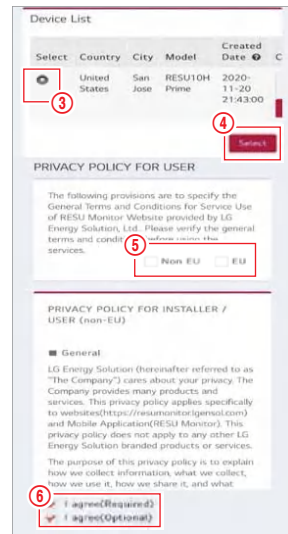 Device List
Select Country City Model Created Date ? C
United States San Jose RESU10H Prime 2020-11-20 21:43:00
③
④
Select
PRIVACY POLICY FOR USER
The following provisions are to specify the
General Terms and Conditions for Service Use
of RESU Monitor Website provided by LG
Energy Solution, Ltd. Please verify the general
terms and conditions before using the
services.
⑤
Non EU EU
PRIVACY POLICY FOR INSTALLER /
USER (non-EU)
■ General
LG Energy Solution (hereinafter referred to as
"The Company") cares about your privacy. The
Company provides many products and
services. This privacy policy applies specifically
to websites(https://resumonitor.lgensol.com)
and Mobile Application(RESU Monitor). This
privacy policy does not apply to any other LG
Energy Solution branded products or services.
The purpose of this privacy policy is to explain
how we collect information, what we collect,
how we use it, how we share it, and what
⑥
I agree(Required)
I agree(Optional)